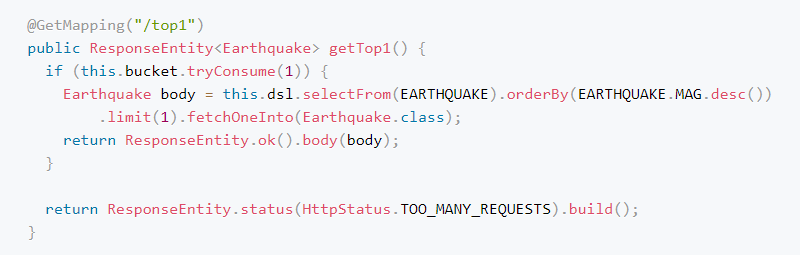 @GetMapping("/top1")
public ResponseEntity<Earthquake> getTop1() {
  if (this.bucket.tryConsume(1)) {
    Earthquake body = this.dsl.selectFrom(EARTHQUAKE).orderBy(EARTHQUAKE.MAG.desc())
        .limit(1).fetchOneInto(Earthquake.class);
    return ResponseEntity.ok().body(body);
  }

  return ResponseEntity.status(HttpStatus.TOO_MANY_REQUESTS).build();
}